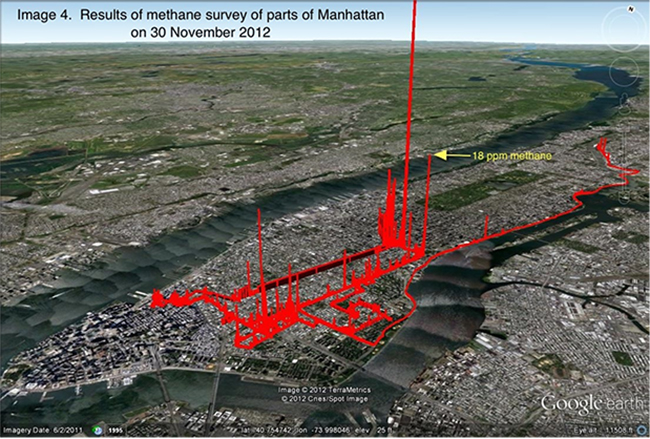 Image 4. Results of methane survey of parts of Manhattan
on 30 November 2012
N
18 ppm methane
Image © 2012 TerraMetrics
© 2012 Cnes/Spot Image
Google earth
Imagery Date: 6/2/2011 1995 lat 40.754742 lon -73.998046 elev 25 ft Eye alt 11508 ft